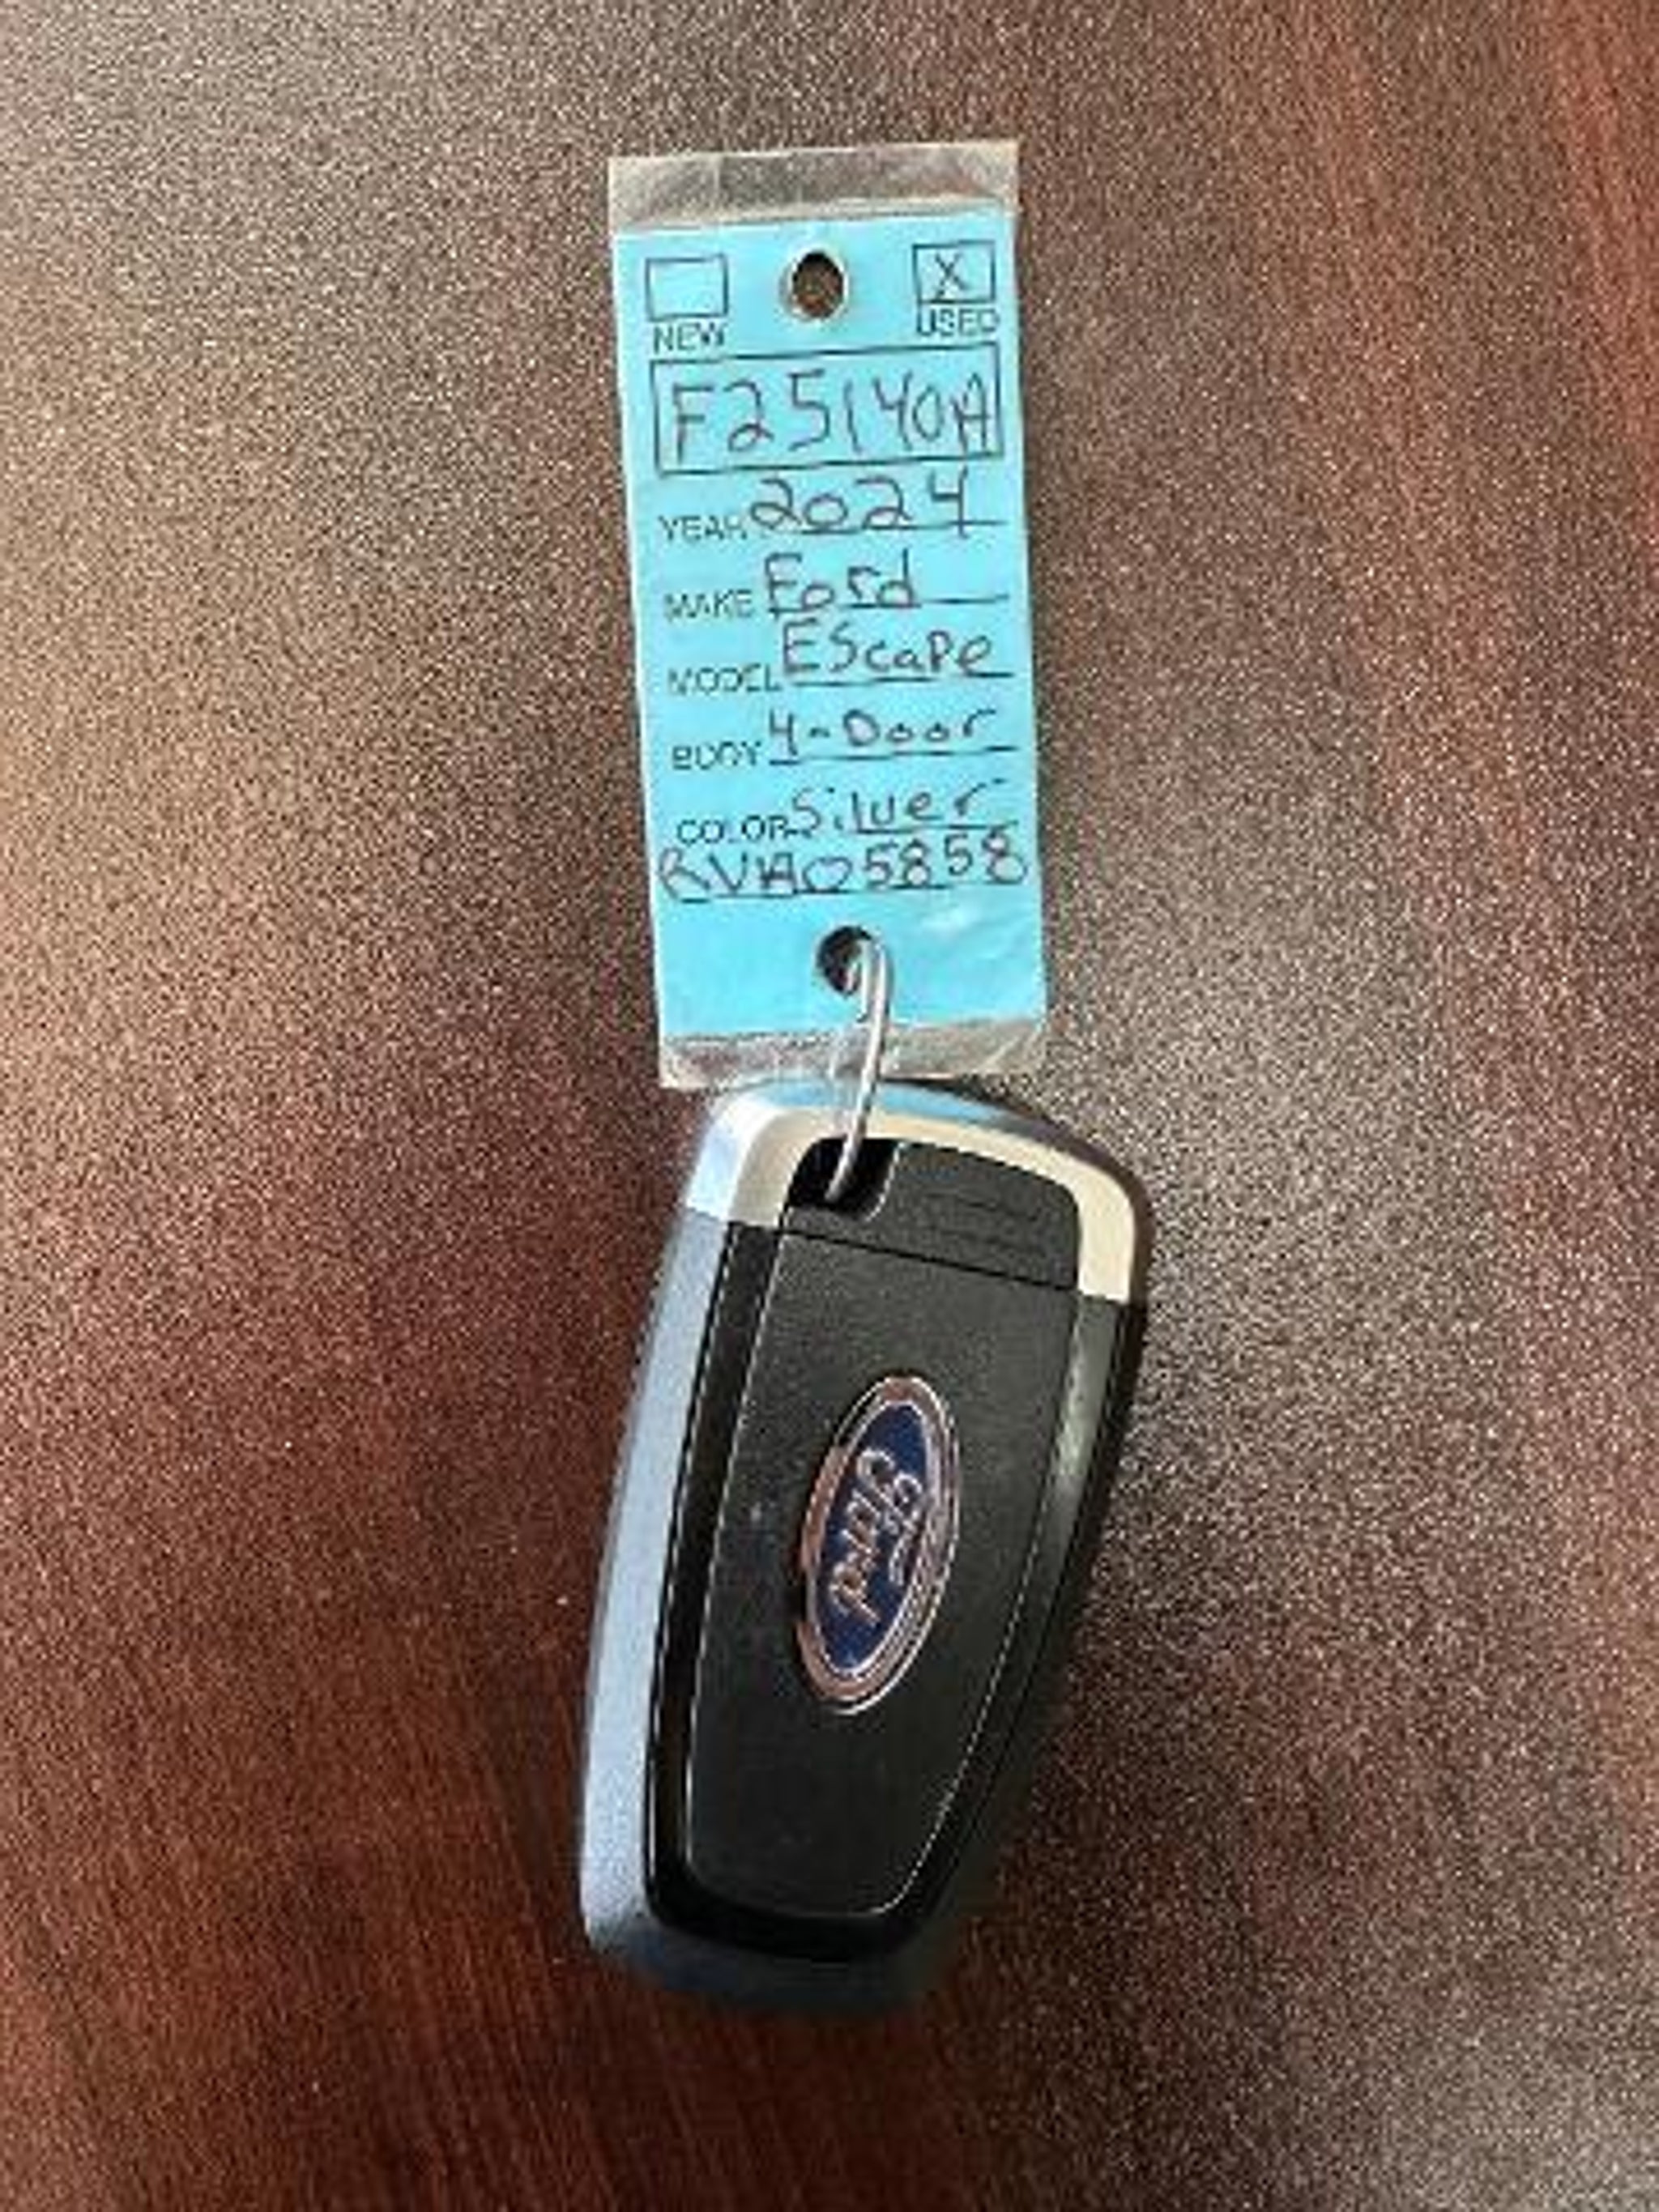 NEW X USED
F25140A
YEAR 2024
MAKE Ford
MODEL EScape
BODY 4-Door
COLOR Silver
RVA05858
Ford